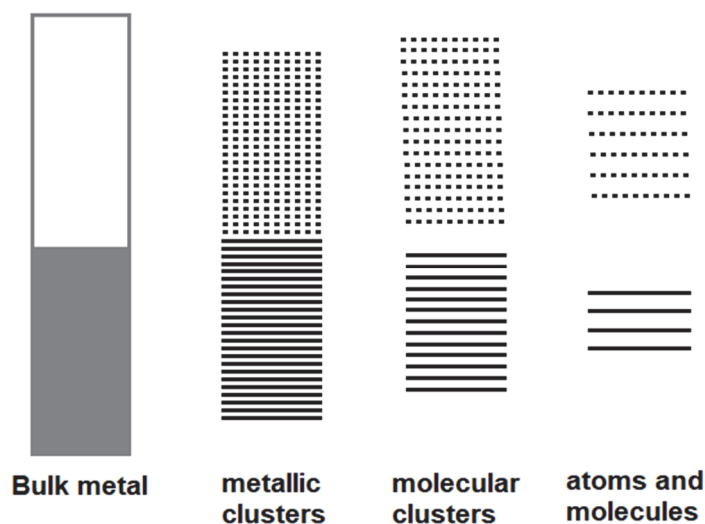 Bulk metal
metallic
clusters
molecular
clusters
atoms and
molecules